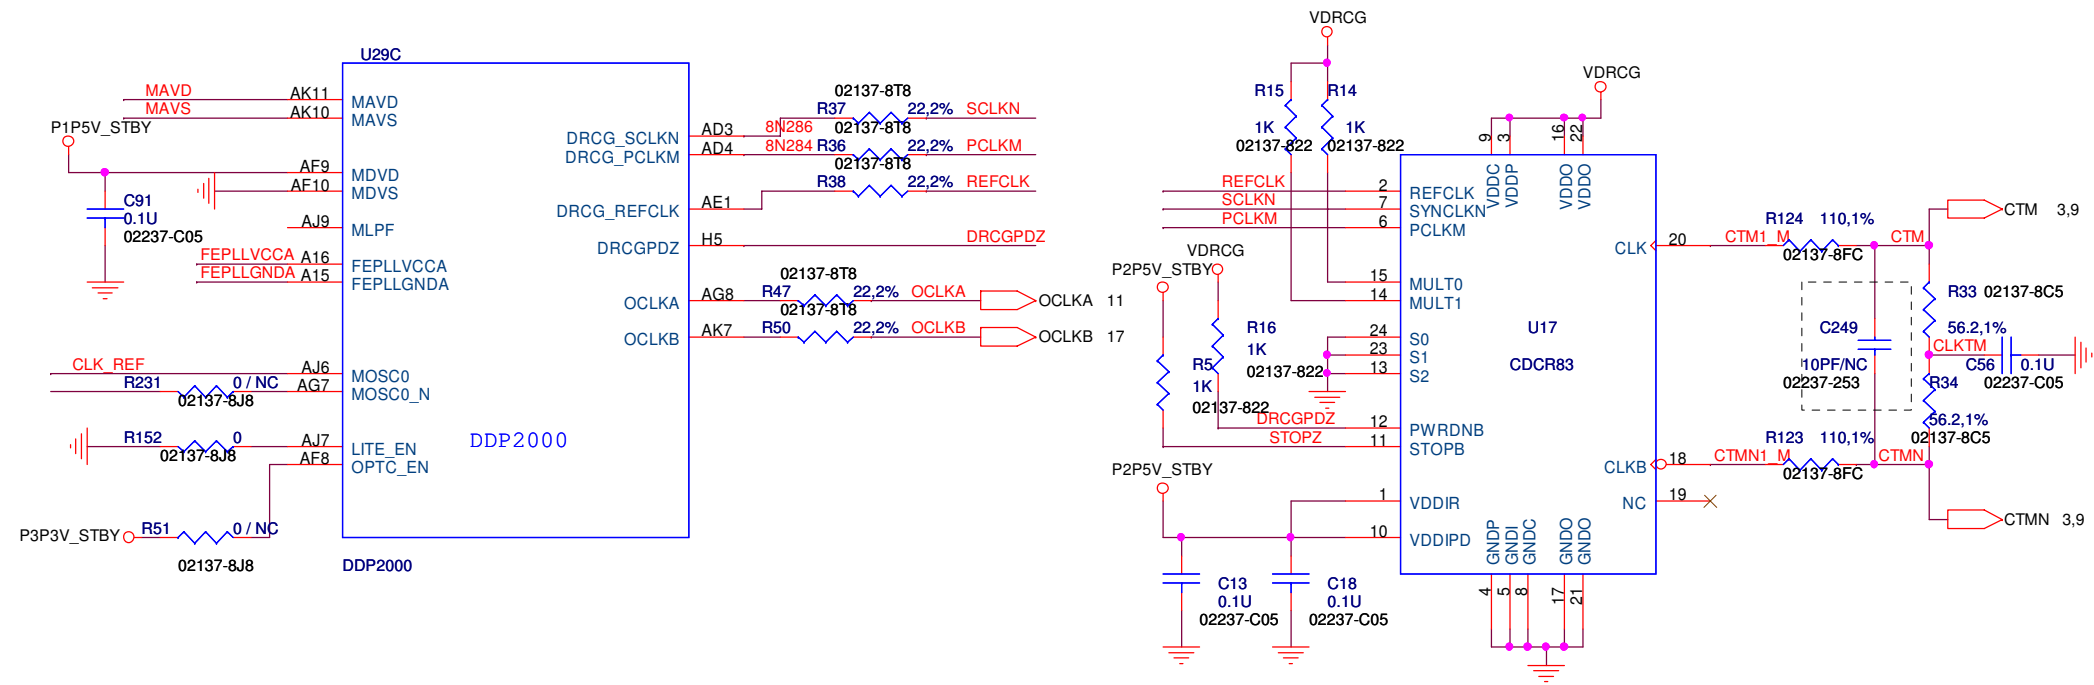 U29C
MAVD
MAVS
P1P5V_STBY
AK11
AK10
AF9
AF10
AJ9
A16
A15
MAVD
MAVS
MDVD
MDVS
MLPF
FEPLLVCCA
FEPLLGNDA
C91
0.1U
02237-C05
FEPLLVCCA
FEPLLGNDA
CLK_REF
R231
0 / NC
02137-8J8
AJ6
AG7
MOSC0
MOSC0_N
R152
0
02137-8J8
AJ7
AF8
LITE_EN
OPTC_EN
P3P3V_STBY
R51
0 / NC
02137-8J8
DDP2000
DDP2000
DRCG_SCLKN
DRCG_PCLKM
DRCG_REFCLK
DRCGPDZ
OCLKA
OCLKB
AD3
AD4
AE1
H5
AG8
AK7
8N286
8N284
02137-8T8
R37
22,2%
SCLKN
02137-8T8
R36
22,2%
PCLKM
02137-8T8
R38
22,2%
REFCLK
DRCGPDZ
02137-8T8
R47
22,2%
OCLKA
OCLKA 11
02137-8T8
R50
22,2%
OCLKB
OCLKB 17
VDRCG
R15
1K
02137-822
R14
1K
02137-822
VDRCG
9
3
16
22
VDDC
VDDP
VDDO
VDDO
REFCLK
SCLKN
PCLKM
2
7
6
REFCLK
SYNCLKN
PCLKM
VDRCG
P2P5V_STBY
15
14
MULT0
MULT1
R16
1K
02137-822
R5
1K
02137-822
24
23
13
S0
S1
S2
DRCGPDZ
STOPZ
12
11
PWRDNB
STOPB
U17
CDCR83
P2P5V_STBY
1
10
VDDIR
VDDIPD
C13
0.1U
02237-C05
C18
0.1U
02237-C05
GNDP
GNDI
GNDC
GNDO
GNDO
4
5
8
17
21
CLK
20
CTM1_M
R124
110,1%
02137-8FC
CTM
CTM 3,9
R33
02137-8C5
56.2,1%
C249
10PF/NC
02237-253
CLKTM
C56
0.1U
02237-C05
R34
56.2,1%
02137-8C5
CLKB
18
CTMN1_M
R123
110,1%
02137-8FC
CTMN
NC
19
CTMN 3,9